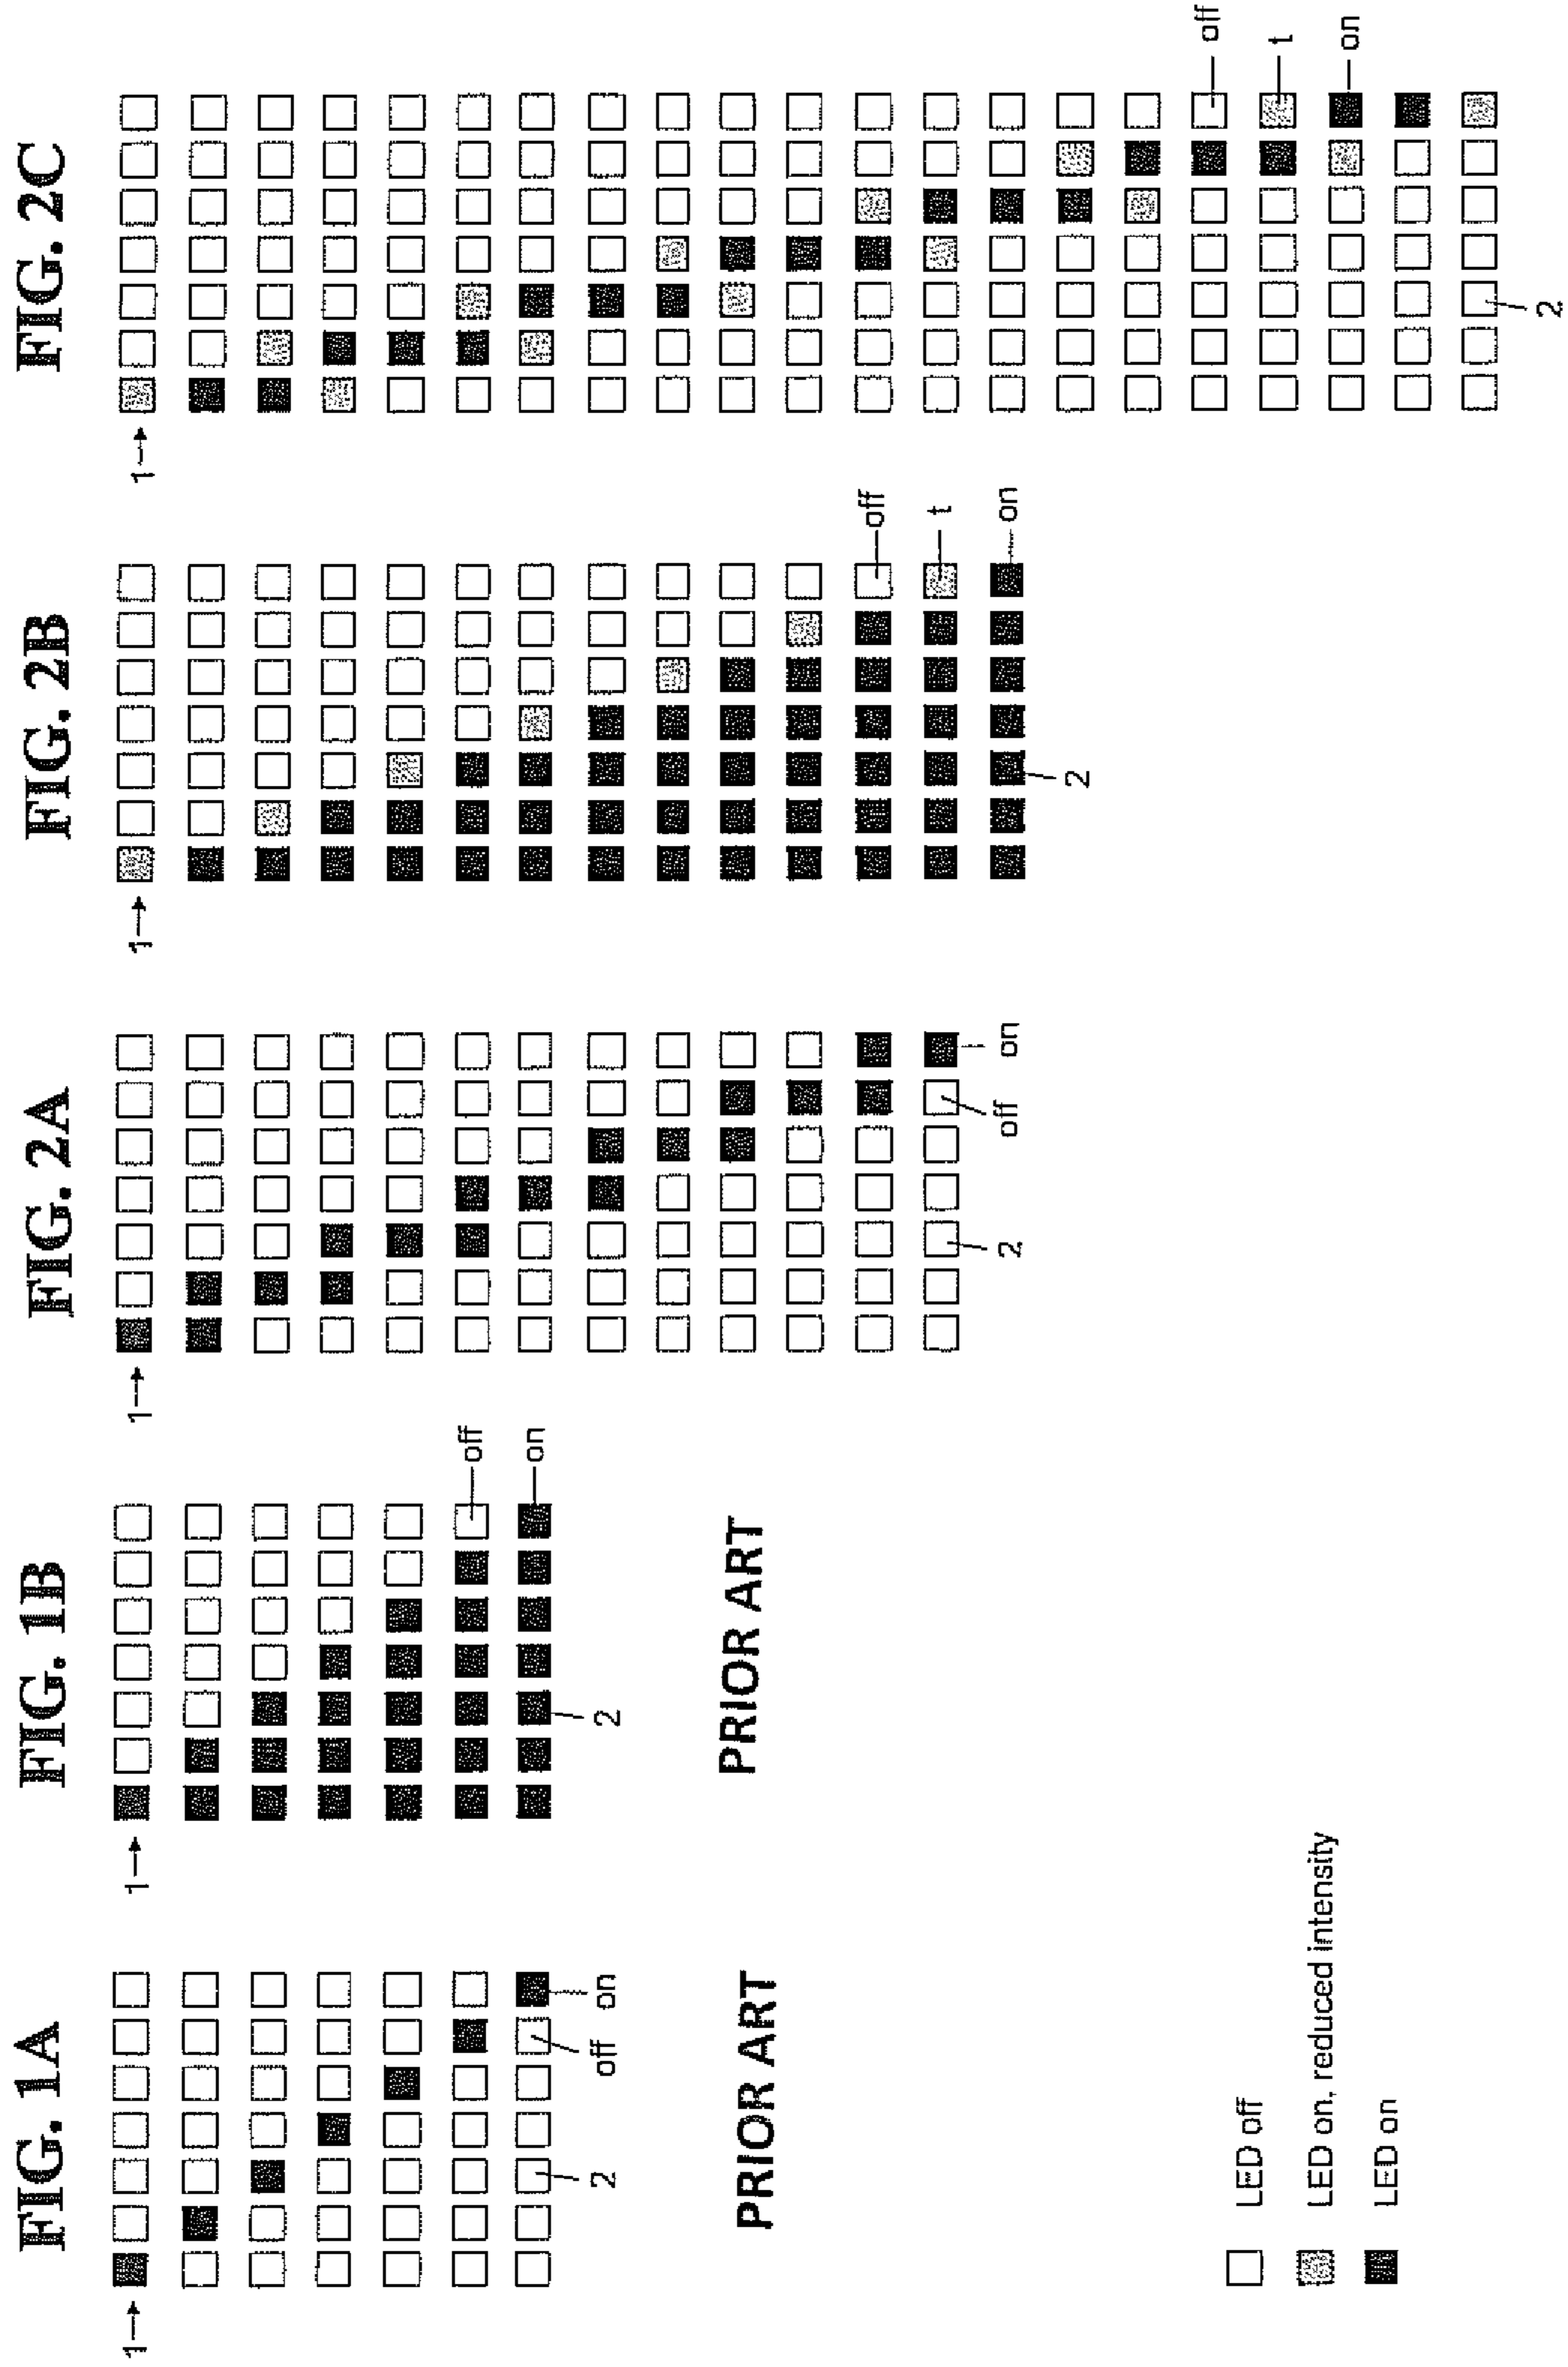 FIG. 1A
1
off
on
2
PRIOR ART
FIG. 1B
1
off
on
2
PRIOR ART
FIG. 2A
1
off
on
2
FIG. 2B
1
off
t
on
2
FIG. 2C
1
off
t
on
2
LED off
LED on, reduced intensity
LED on